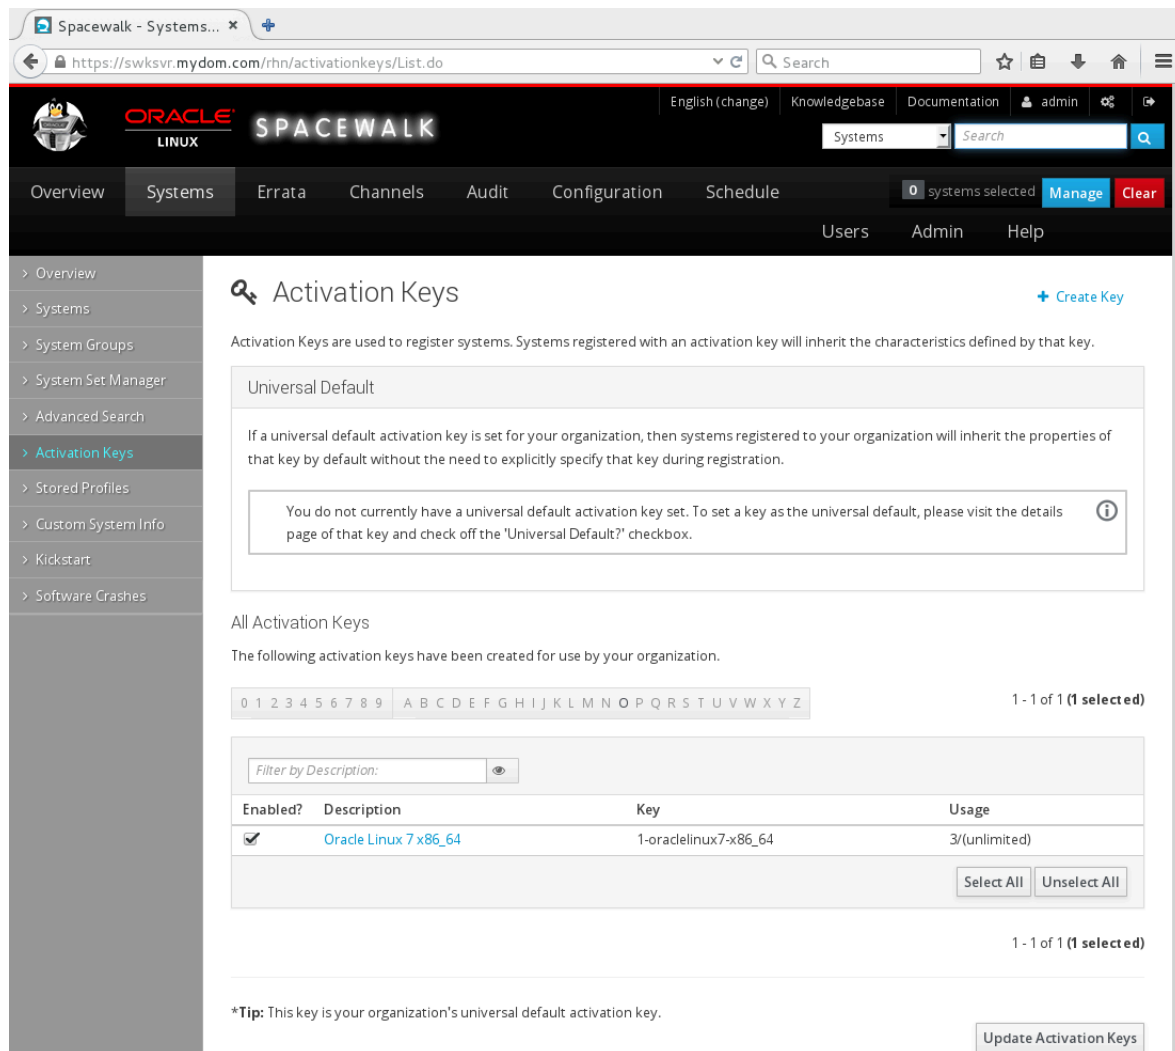 Spacewalk - Systems...
https://swksvr.mydom.com/rhn/activationkeys/List.do
Search
English (change) Knowledgebase Documentation admin
ORACLE
LINUX
SPACEWALK
Systems Search
Overview Systems Errata Channels Audit Configuration Schedule
0 systems selected Manage Clear
Users Admin Help
> Overview
> Systems
> System Groups
> System Set Manager
> Advanced Search
> Activation Keys
> Stored Profiles
> Custom System Info
> Kickstart
> Software Crashes
Activation Keys
+ Create Key
Activation Keys are used to register systems. Systems registered with an activation key will inherit the characteristics defined by that key.
Universal Default
If a universal default activation key is set for your organization, then systems registered to your organization will inherit the properties of
that key by default without the need to explicitly specify that key during registration.
You do not currently have a universal default activation key set. To set a key as the universal default, please visit the details
page of that key and check off the 'Universal Default?' checkbox.
All Activation Keys
The following activation keys have been created for use by your organization.
0 1 2 3 4 5 6 7 8 9 A B C D E F G H I J K L M N O P Q R S T U V W X Y Z
1 - 1 of 1 (1 selected)
Filter by Description:
Enabled? Description Key Usage
Oracle Linux 7 x86_64 1-oraclelinux7-x86_64 3/(unlimited)
Select All Unselect All
1 - 1 of 1 (1 selected)
*Tip: This key is your organization's universal default activation key.
Update Activation Keys